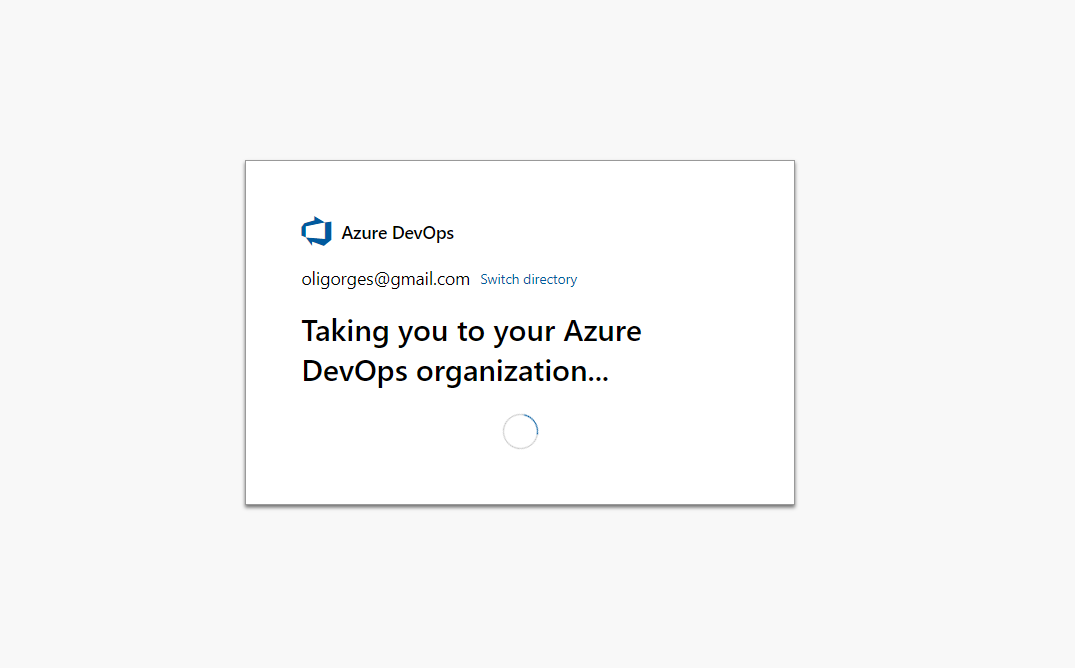 Azure DevOps
oligorges@gmail.com Switch directory
Taking you to your Azure
DevOps organization...